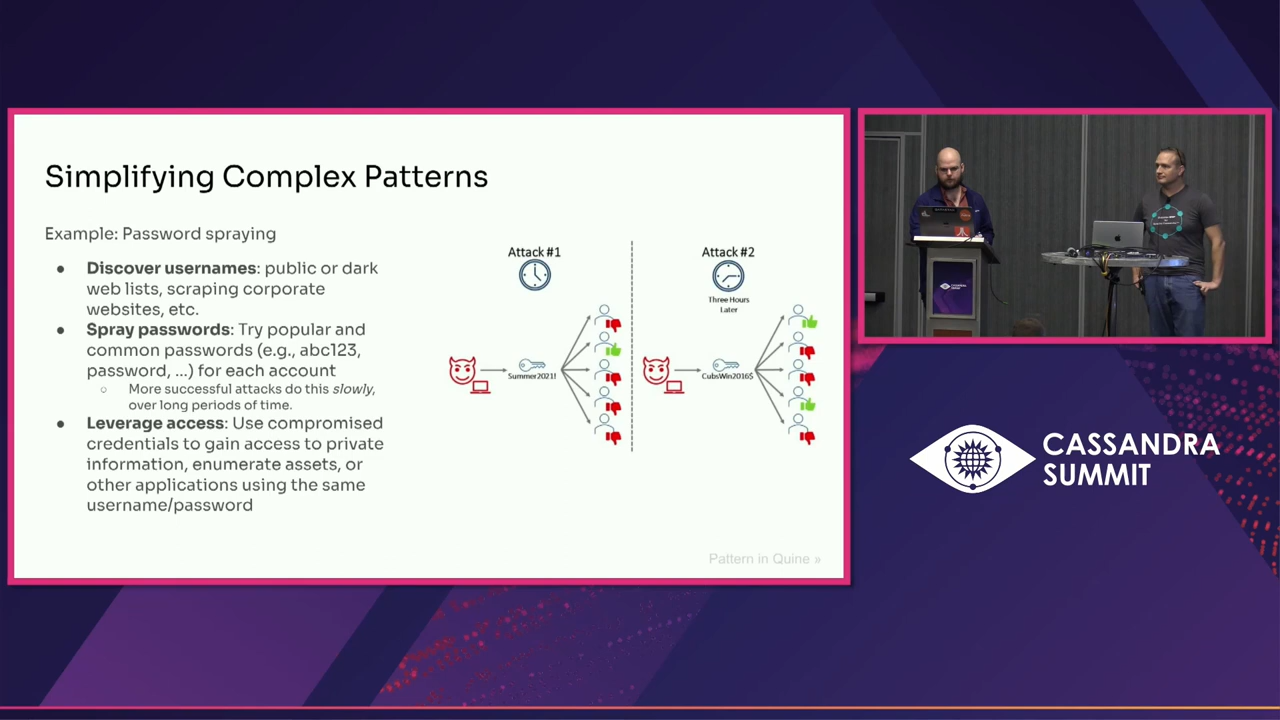 Simplifying Complex Patterns
Example: Password spraying
● Discover usernames: public or dark
web lists, scraping corporate
websites, etc.
● Spray passwords: Try popular and
common passwords (e.g., abc123,
password, ...) for each account
○ More successful attacks do this slowly,
over long periods of time.
● Leverage access: Use compromised
credentials to gain access to private
information, enumerate assets, or
other applications using the same
username/password
Attack #1
Summer2021!
Attack #2
Three Hours
Later
CubsWin2016$
Pattern in Quine »
CASSANDRA
SUMMIT